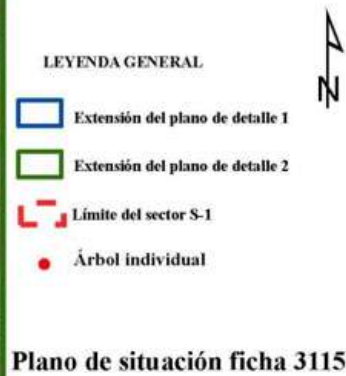 N
LEYENDA GENERAL
Extensión del plano de detalle 1
Extensión del plano de detalle 2
Límite del sector S-1
Árbol individual
Plano de situación ficha 3115